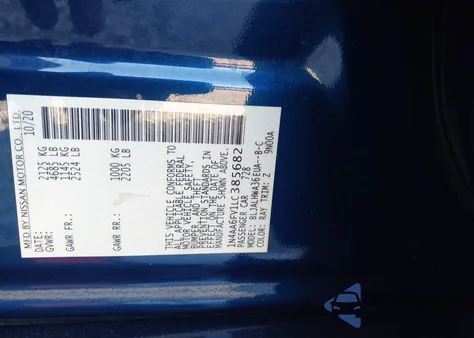 MFD. BY NISSAN MOTOR CO., LTD.
DATE: 10/20
GVWR: 2125 KG
4685 LB
GAWR FR: 1145 KG
2524 LB
GAWR RR: 1000 KG
2205 LB
THIS VEHICLE CONFORMS TO
ALL APPLICABLE FEDERAL
MOTOR VEHICLE SAFETY,
BUMPER, AND THEFT
PREVENTION STANDARDS IN
EFFECT ON THE DATE OF
MANUFACTURE SHOWN ABOVE.
1N4AA6FV1LC385682
PASSENGER CAR 728
MODEL: BLJALHWA36EUA--B-C
COLOR: RAY TRIM: Z 9N00A